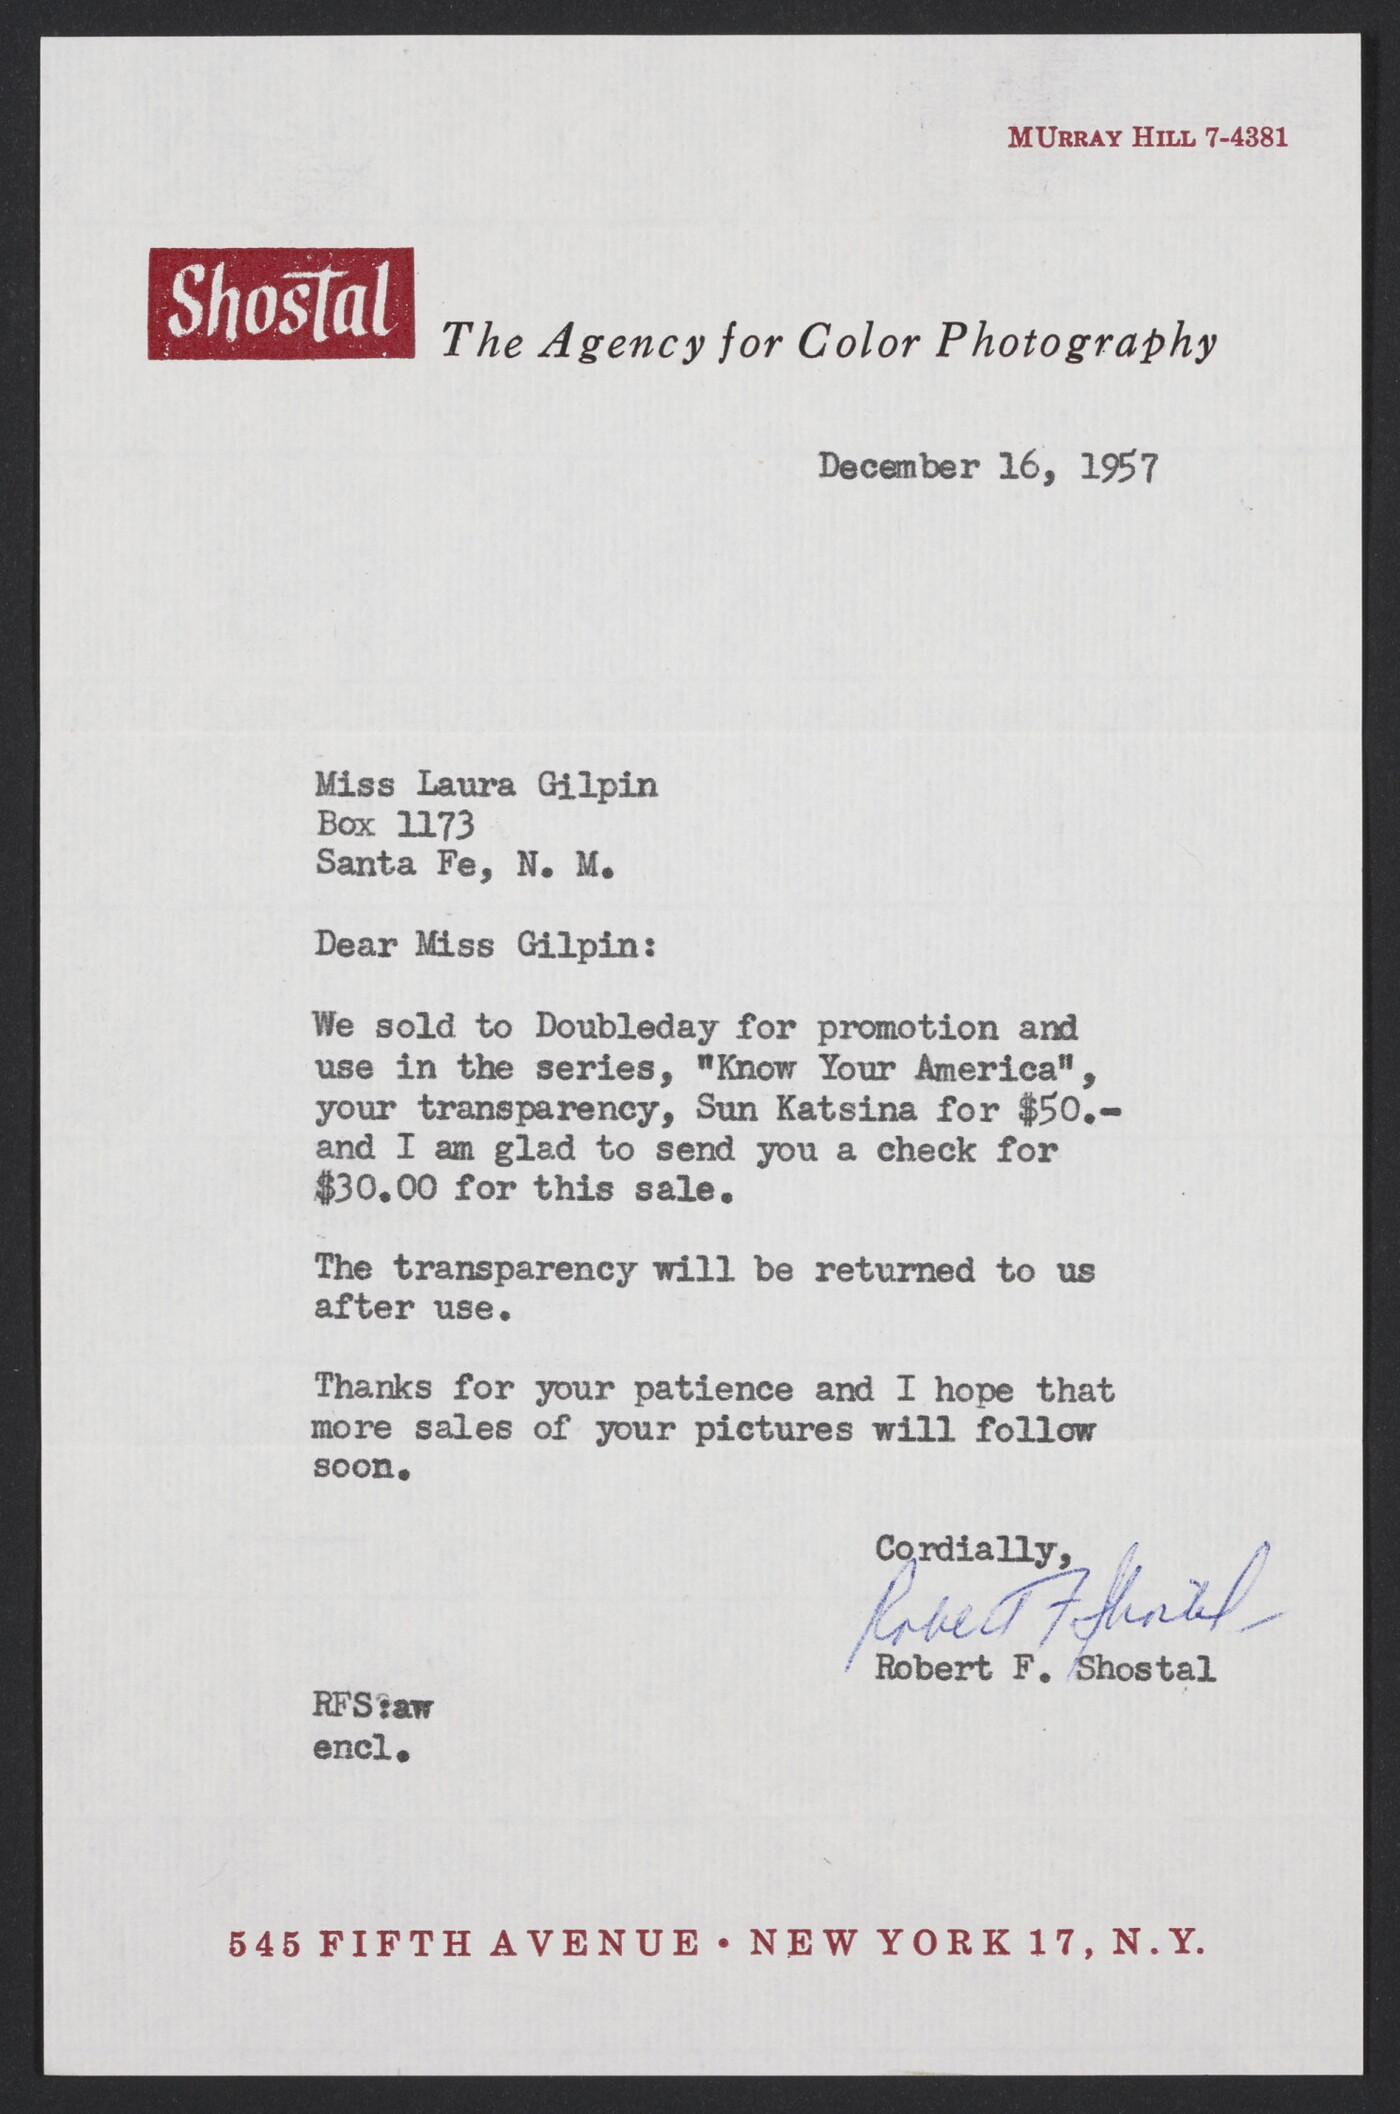 MURRAY HILL 7-4381
Shostal
The Agency for Color Photography
December 16, 1957
Miss Laura Gilpin
Box 1173
Santa Fe, N. M.
Dear Miss Gilpin:
We sold to Doubleday for promotion and
use in the series, "Know Your America",
your transparency, Sun Katsina for $50.-
and I am glad to send you a check for
$30.00 for this sale.
The transparency will be returned to us
after use.
Thanks for your patience and I hope that
more sales of your pictures will follow
soon.
Cordially,
Robert F Shostal
Robert F. Shostal
RFS:aw
encl.
545 FIFTH AVENUE • NEW YORK 17, N.Y.